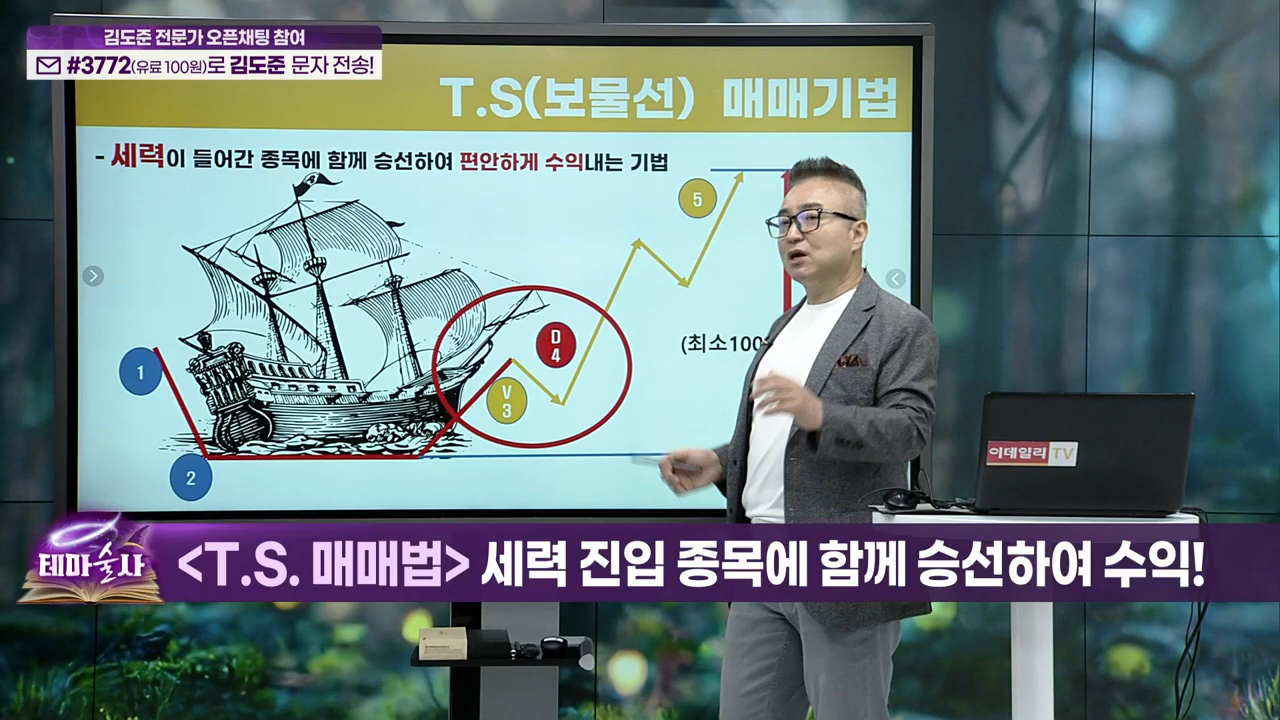 김도준 전문가 오픈채팅 참여
#3772(유료 100원)로 김도준 문자 전송!
T.S(보물선) 매매기법
- 세력이 들어간 종목에 함께 승선하여 편안하게 수익내는 기법
5
D
4
(최소100
1
V
3
2
이데일리TV
테마술사
<T.S. 매매법> 세력 진입 종목에 함께 승선하여 수익!